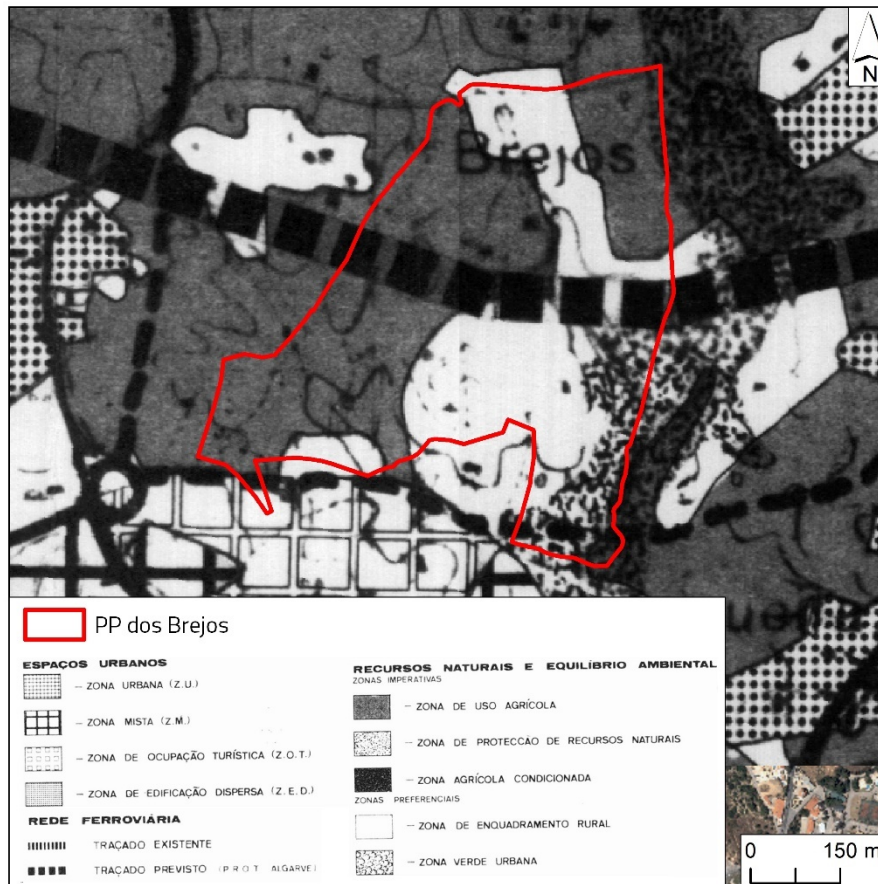 N
Brejos
PP dos Brejos
ESPAÇOS URBANOS
– ZONA URBANA (Z.U.)
– ZONA MISTA (Z.M.)
– ZONA DE OCUPAÇÃO TURÍSTICA (Z.O.T.)
– ZONA DE EDIFICAÇÃO DISPERSA (Z.E.D.)
REDE FERROVIÁRIA
TRAÇADO EXISTENTE
TRAÇADO PREVISTO (P.R.O.T. ALGARVE)
RECURSOS NATURAIS E EQUILÍBRIO AMBIENTAL
ZONAS IMPERATIVAS
– ZONA DE USO AGRÍCOLA
– ZONA DE PROTECCÃO DE RECURSOS NATURAIS
– ZONA AGRÍCOLA CONDICIONADA
ZONAS PREFERENCIAIS
– ZONA DE ENQUADRAMENTO RURAL
– ZONA VERDE URBANA
0 150 m